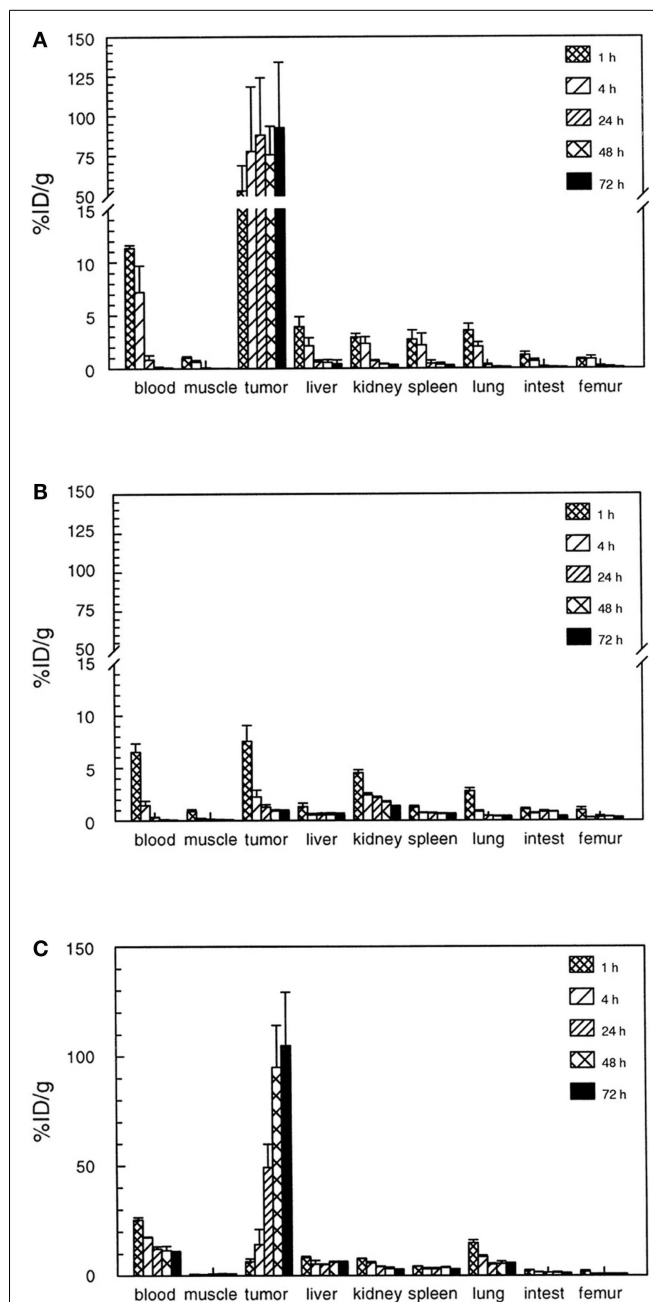 A
150
125
100
75
50
15
10
5
0
%ID/g
1 h
4 h
24 h
48 h
72 h
blood muscle tumor liver kidney spleen lung intest femur
B
150
125
100
75
50
15
10
5
0
%ID/g
1 h
4 h
24 h
48 h
72 h
blood muscle tumor liver kidney spleen lung intest femur
C
150
100
50
0
%ID/g
1 h
4 h
24 h
48 h
72 h
blood muscle tumor liver kidney spleen lung intest femur